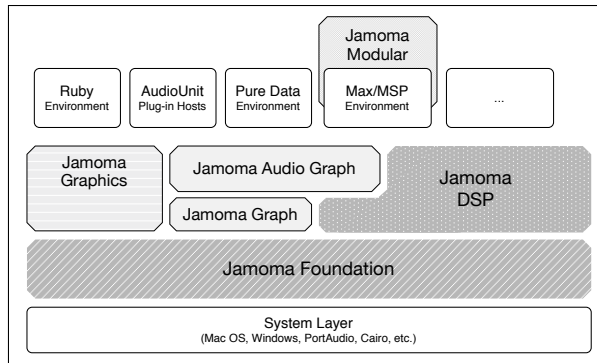 Jamoma
Modular
Ruby
Environment
AudioUnit
Plug-in Hosts
Pure Data
Environment
Max/MSP
Environment
...
Jamoma
Graphics
Jamoma Audio Graph
Jamoma Graph
Jamoma
DSP
Jamoma Foundation
System Layer
(Mac OS, Windows, PortAudio, Cairo, etc.)